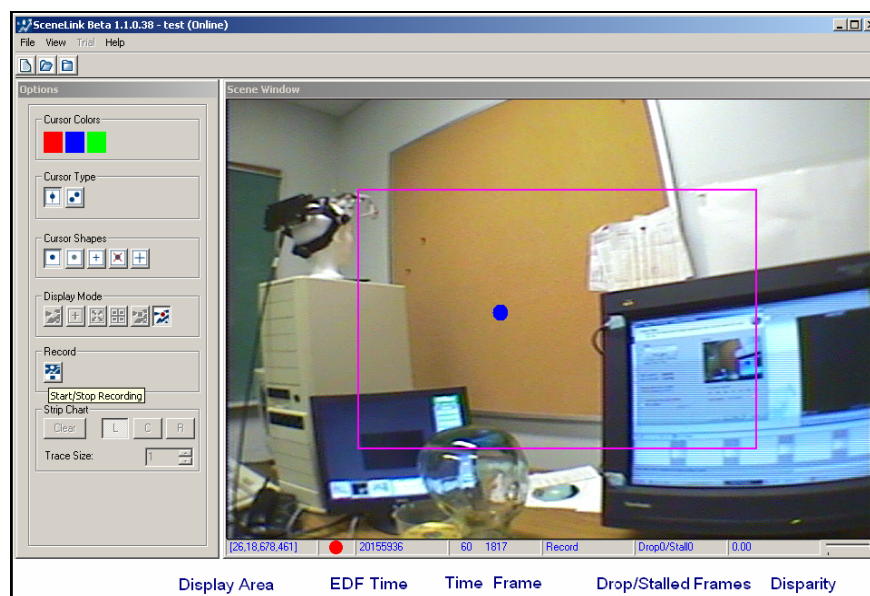 SceneLink Beta 1.1.0.38 - test (Online)
File View Trial Help
Options
Scene Window
Cursor Colors
Cursor Type
Cursor Shapes
Display Mode
Record
Start/Stop Recording
Strip Chart
Clear L C R
Trace Size: 1
[26,18,678,461] 20155936 60 1817 Record Drop0/Stall0 0.00
Display Area EDF Time Time Frame Drop/Stalled Frames Disparity